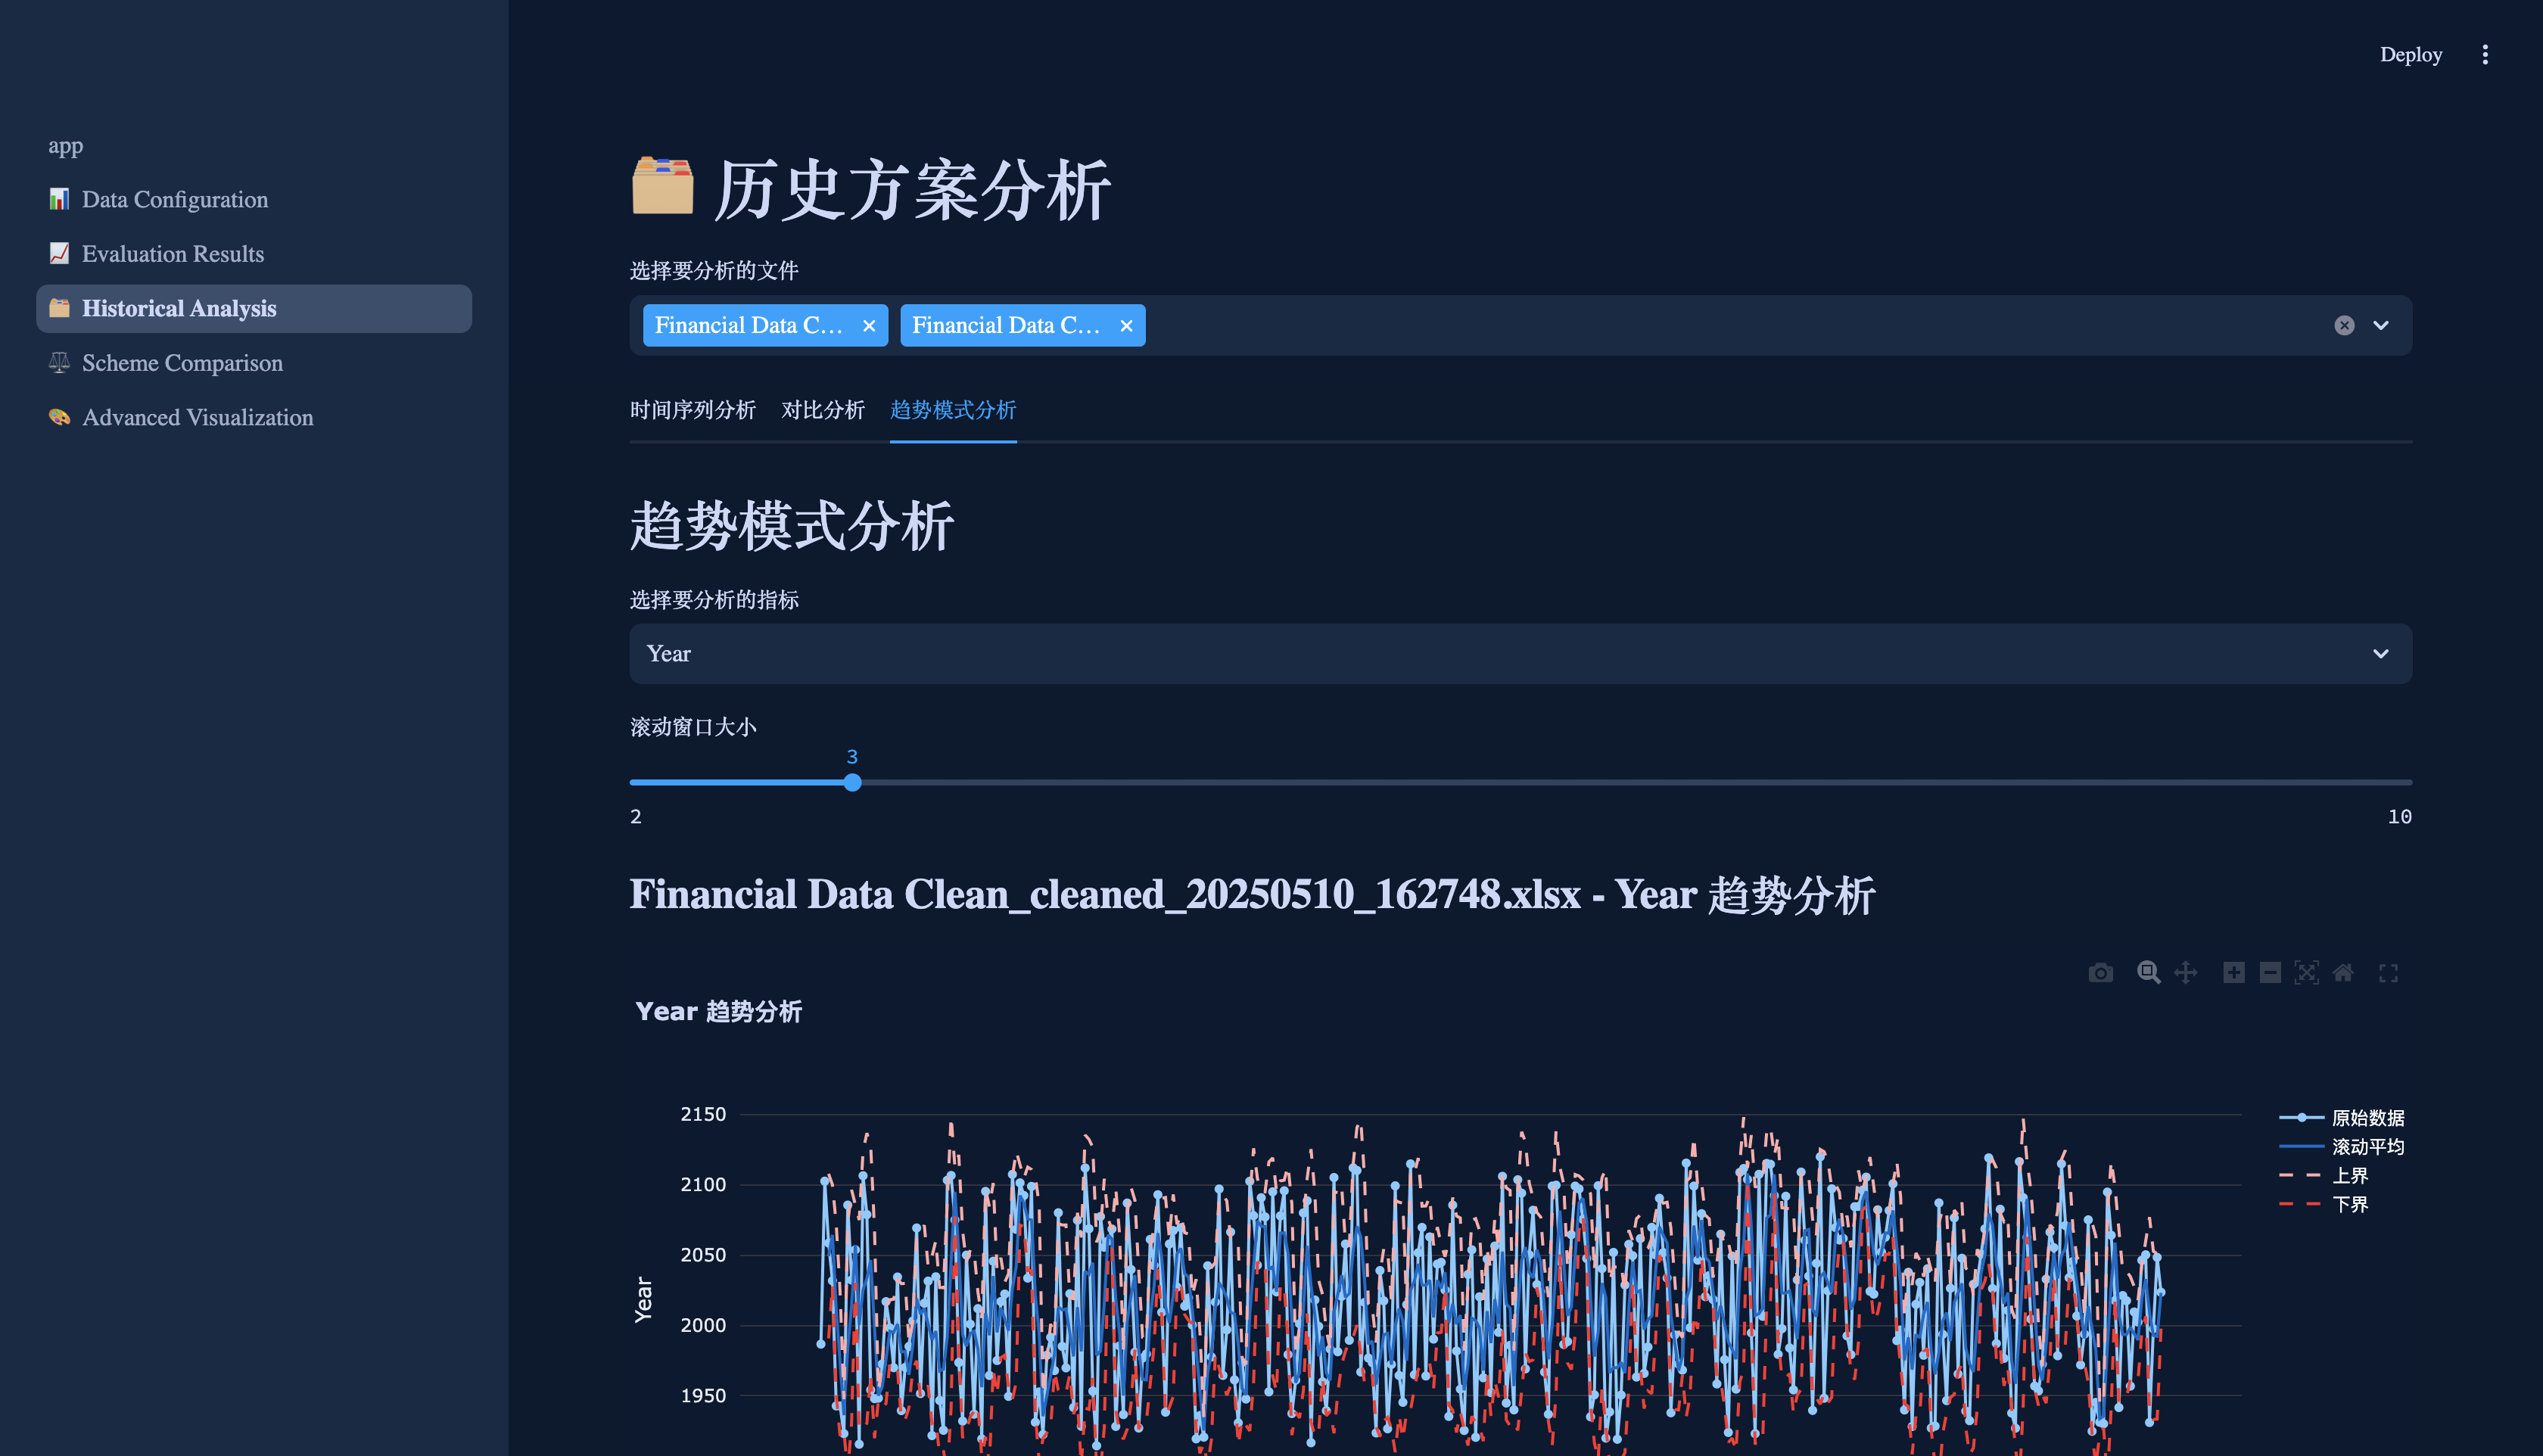 Deploy
app
Data Configuration
Evaluation Results
Historical Analysis
Scheme Comparison
Advanced Visualization
历史方案分析
选择要分析的文件
Financial Data C... Financial Data C...
时间序列分析 对比分析 趋势模式分析
趋势模式分析
选择要分析的指标
Year
滚动窗口大小
3
2 10
Financial Data Clean_cleaned_20250510_162748.xlsx - Year 趋势分析
Year 趋势分析
2150
2100
2050
2000
1950
Year
原始数据
滚动平均
上界
下界